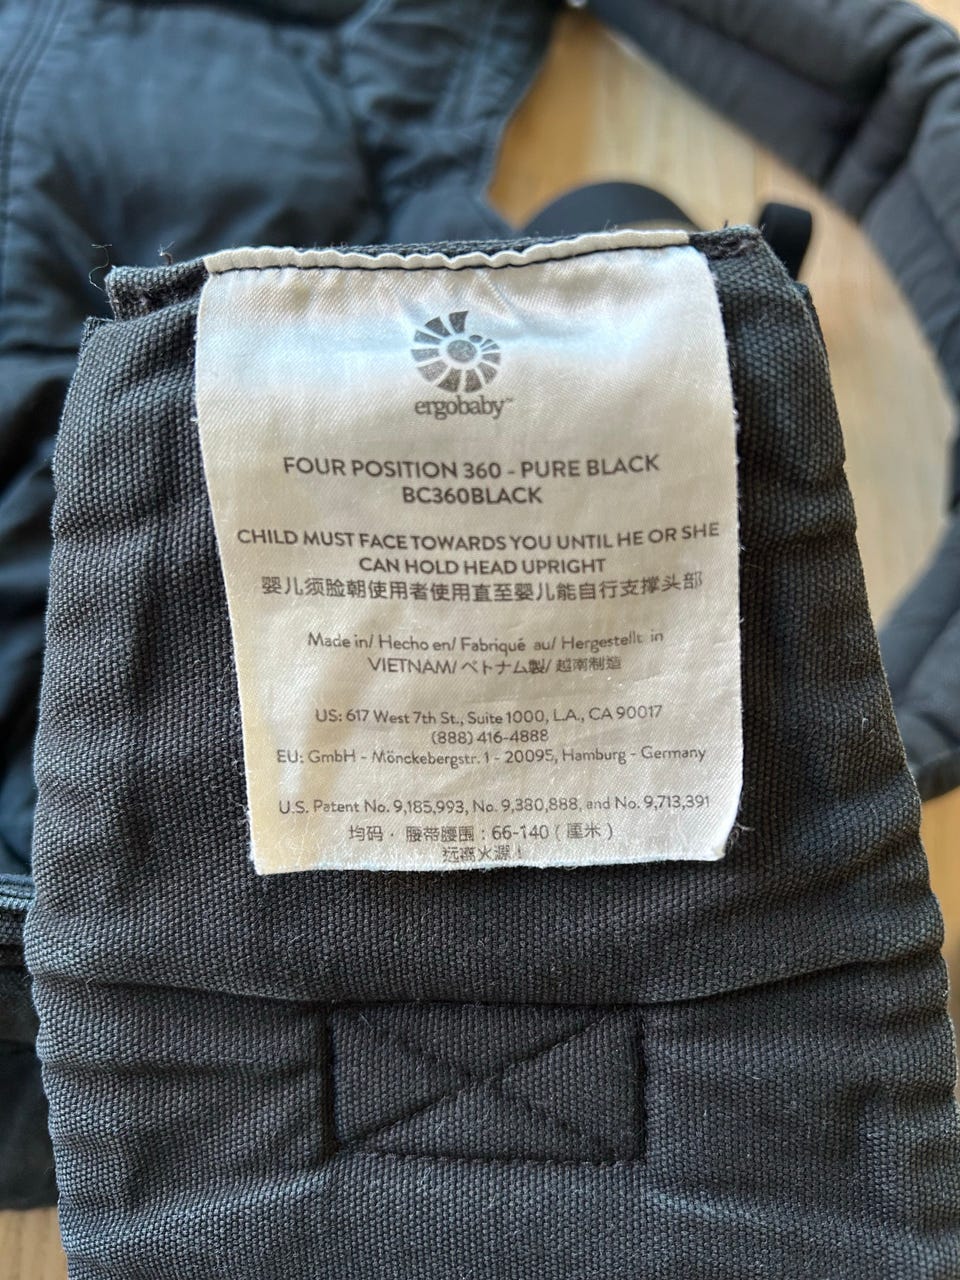 ergobaby™
FOUR POSITION 360 - PURE BLACK
BC360BLACK
CHILD MUST FACE TOWARDS YOU UNTIL HE OR SHE
CAN HOLD HEAD UPRIGHT
婴儿须脸朝使用者使用直至婴儿能自行支撑头部
Made in/ Hecho en/ Fabriqué au/ Hergestellt in
VIETNAM/ ベトナム製/ 越南制造
US: 617 West 7th St., Suite 1000, L.A., CA 90017
(888) 416-4888
EU: GmbH - Mönckebergstr. 1 - 20095, Hamburg - Germany
U.S. Patent No. 9,185,993, No. 9,380,888, and No. 9,713,391
均码 · 腰带腰围 : 66-140 ( 厘米 )
远离火源 !